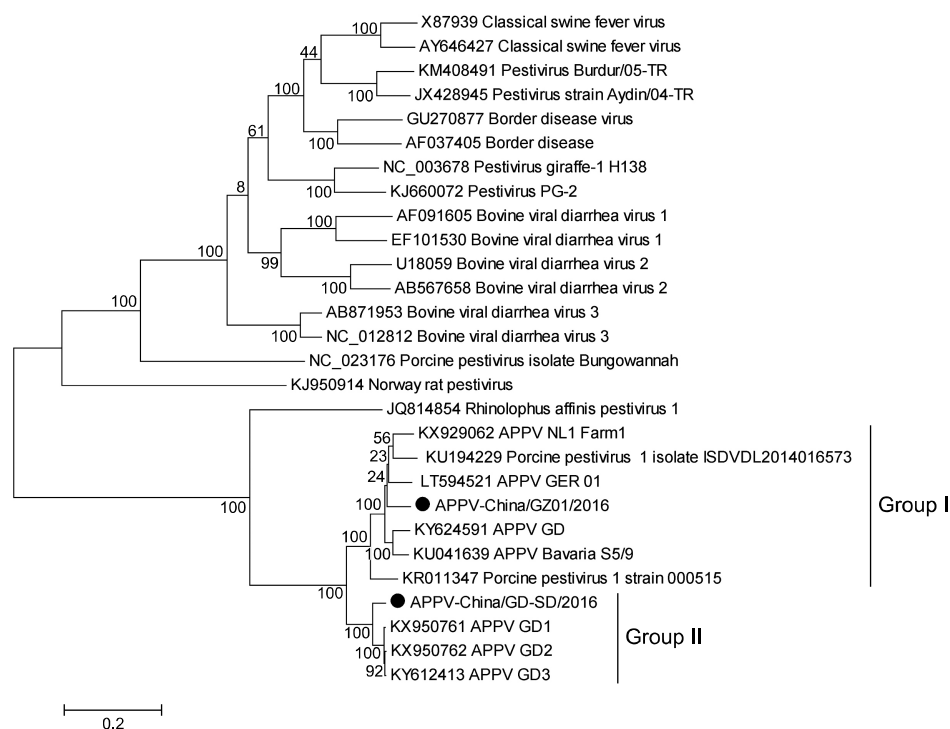 X87939 Classical swine fever virus
100
AY646427 Classical swine fever virus
44
KM408491 Pestivirus Burdur/05-TR
100
JX428945 Pestivirus strain Aydin/04-TR
100
GU270877 Border disease virus
61
AF037405 Border disease
100
NC_003678 Pestivirus giraffe-1 H138
8
KJ660072 Pestivirus PG-2
100
AF091605 Bovine viral diarrhea virus 1
100
EF101530 Bovine viral diarrhea virus 1
100
99
U18059 Bovine viral diarrhea virus 2
AB567658 Bovine viral diarrhea virus 2
100
100
AB871953 Bovine viral diarrhea virus 3
NC_012812 Bovine viral diarrhea virus 3
100
NC_023176 Porcine pestivirus isolate Bungowannah
KJ950914 Norway rat pestivirus
JQ814854 Rhinolophus affinis pestivirus 1
KX929062 APPV NL1 Farm1
56
KU194229 Porcine pestivirus 1 isolate ISDVDL2014016573
23
LT594521 APPV GER 01
24
APPV-China/GZ01/2016
100
100
KY624591 APPV GD
KU041639 APPV Bavaria S5/9
100
100
KR011347 Porcine pestivirus 1 strain 000515
Group I
APPV-China/GD-SD/2016
100
KX950761 APPV GD1
100
KX950762 APPV GD2
100
KY612413 APPV GD3
92
Group II
0.2